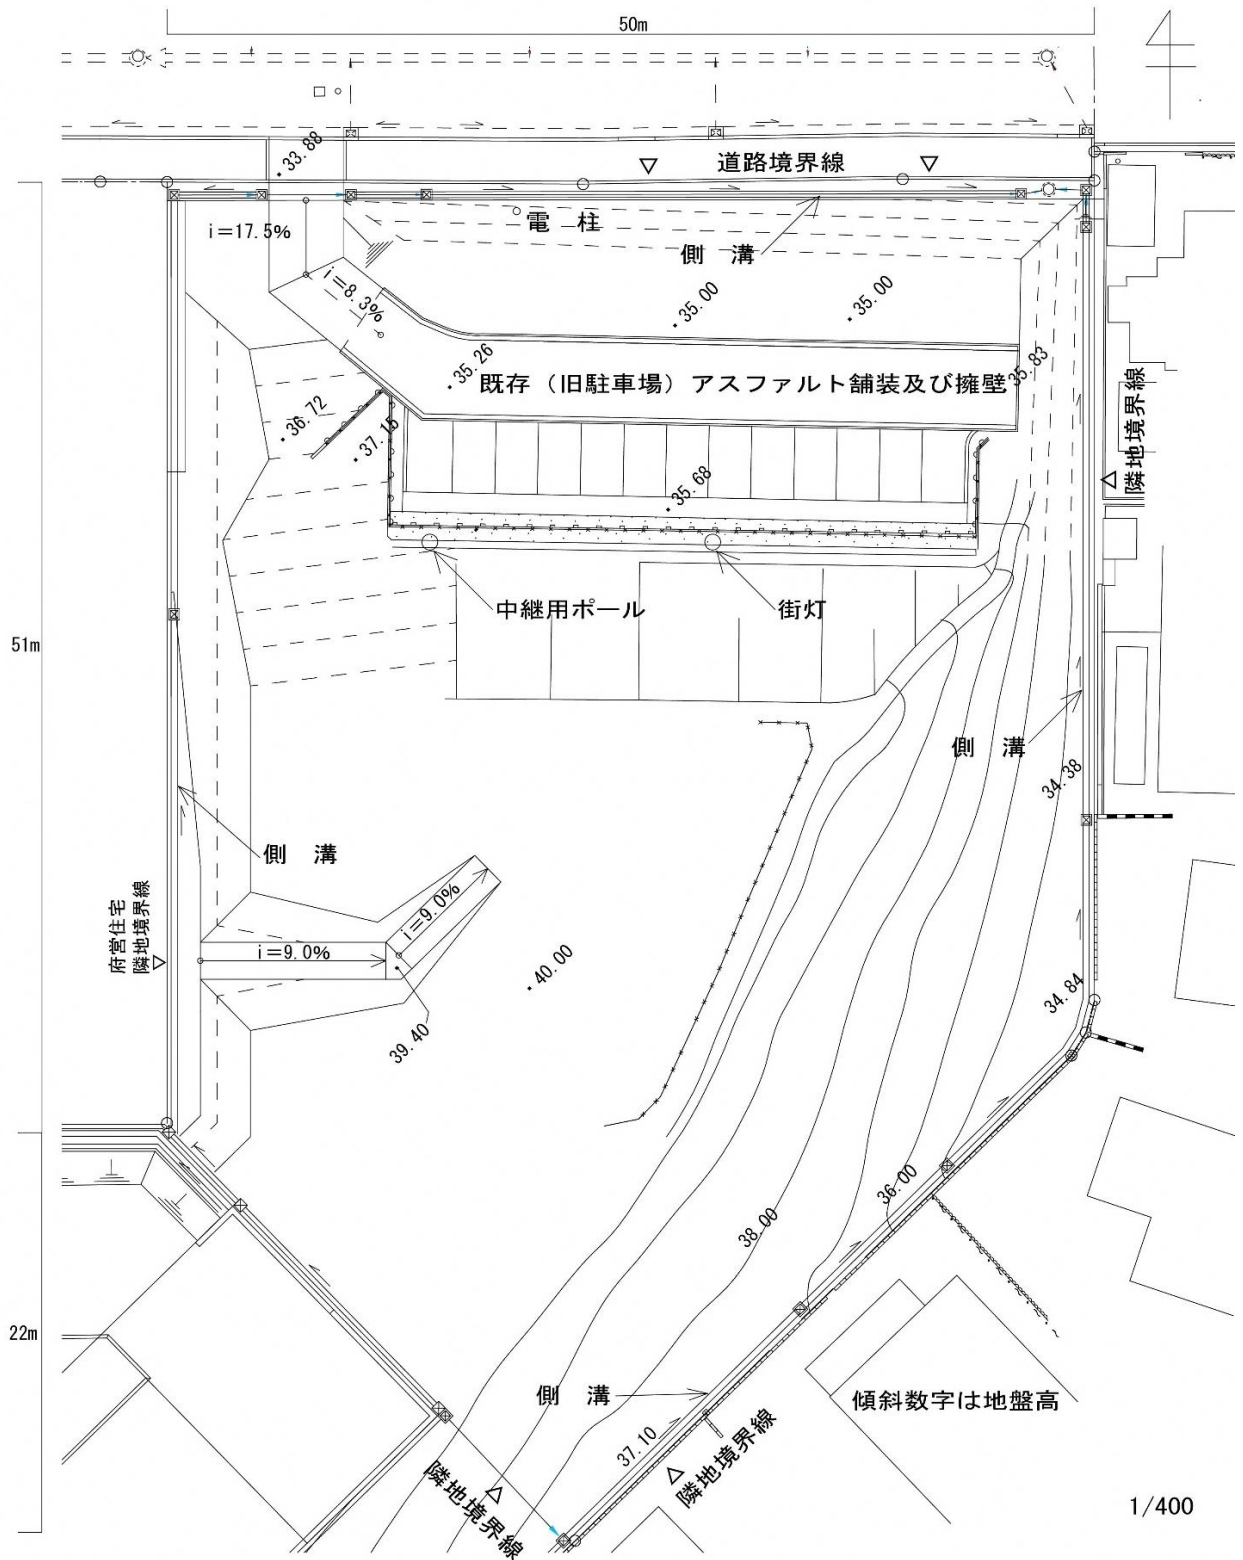 50m
33.88
道路境界線
i=17.5%
電 柱
側 溝
i=8.3%
35.00
35.00
35.26
既存（旧駐車場）アスファルト舗装及び擁壁
35.83
隣地境界線
36.72
37.15
35.68
中継用ポール
街灯
51m
側 溝
34.38
側 溝
府営住宅
隣地境界線
i=9.0%
i=9.0%
40.00
39.40
34.84
36.00
38.00
22m
側 溝
傾斜数字は地盤高
37.10
隣地境界線
隣地境界線
1/400